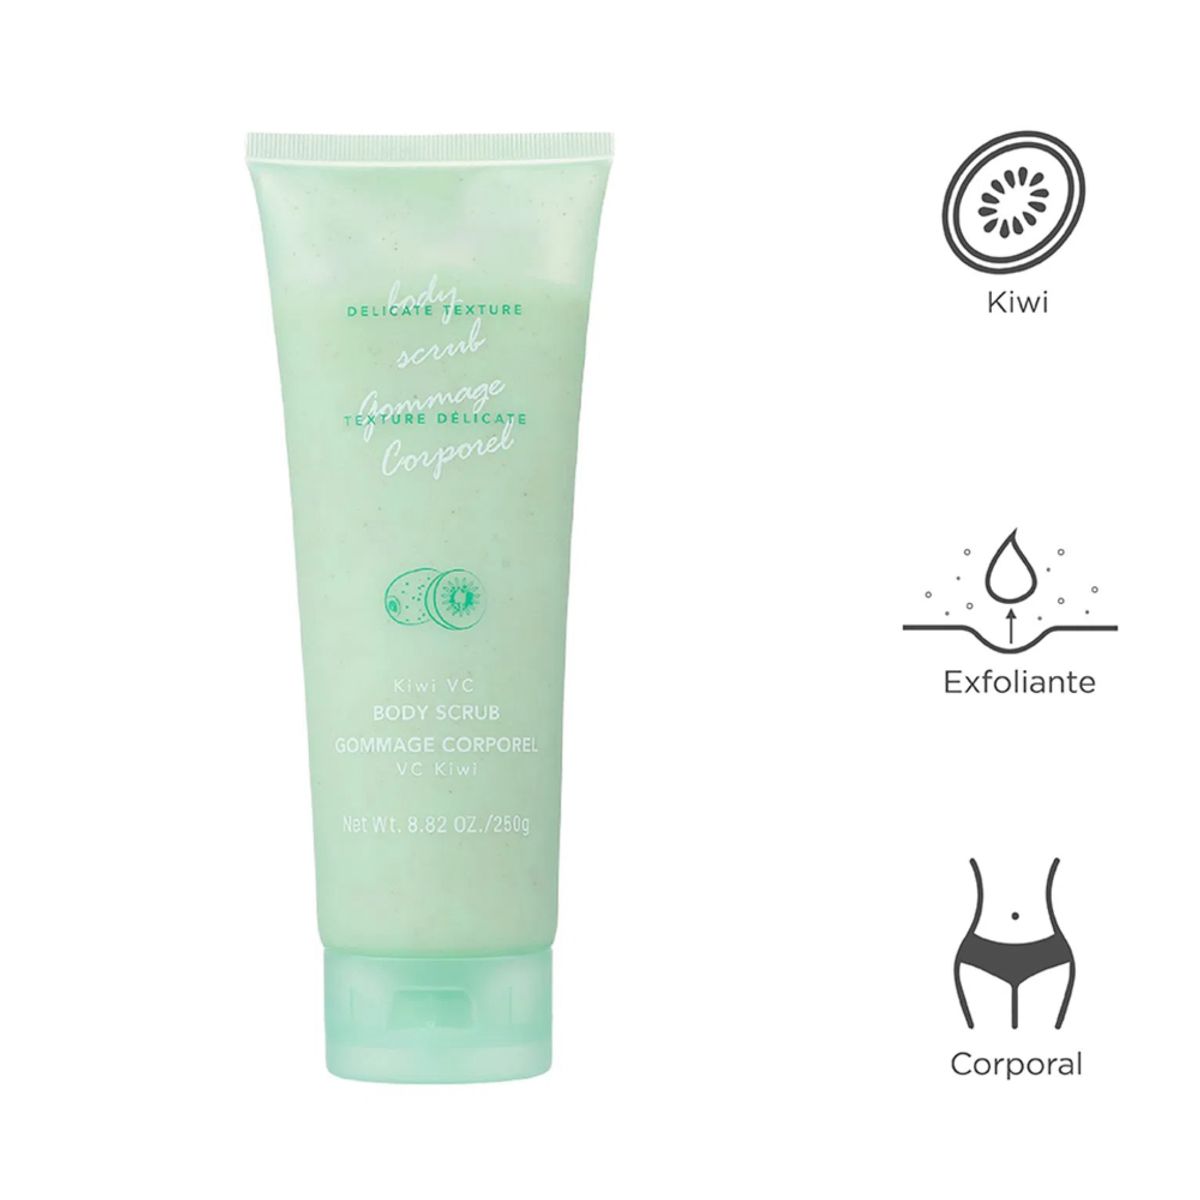 body
DELICATE TEXTURE
scrub
Gommage
TEXTURE DÉLICATE
Corporel
Kiwi VC
BODY SCRUB
GOMMAGE CORPOREL
VC Kiwi
Net Wt. 8.82 OZ./250g
Kiwi
Exfoliante
Corporal